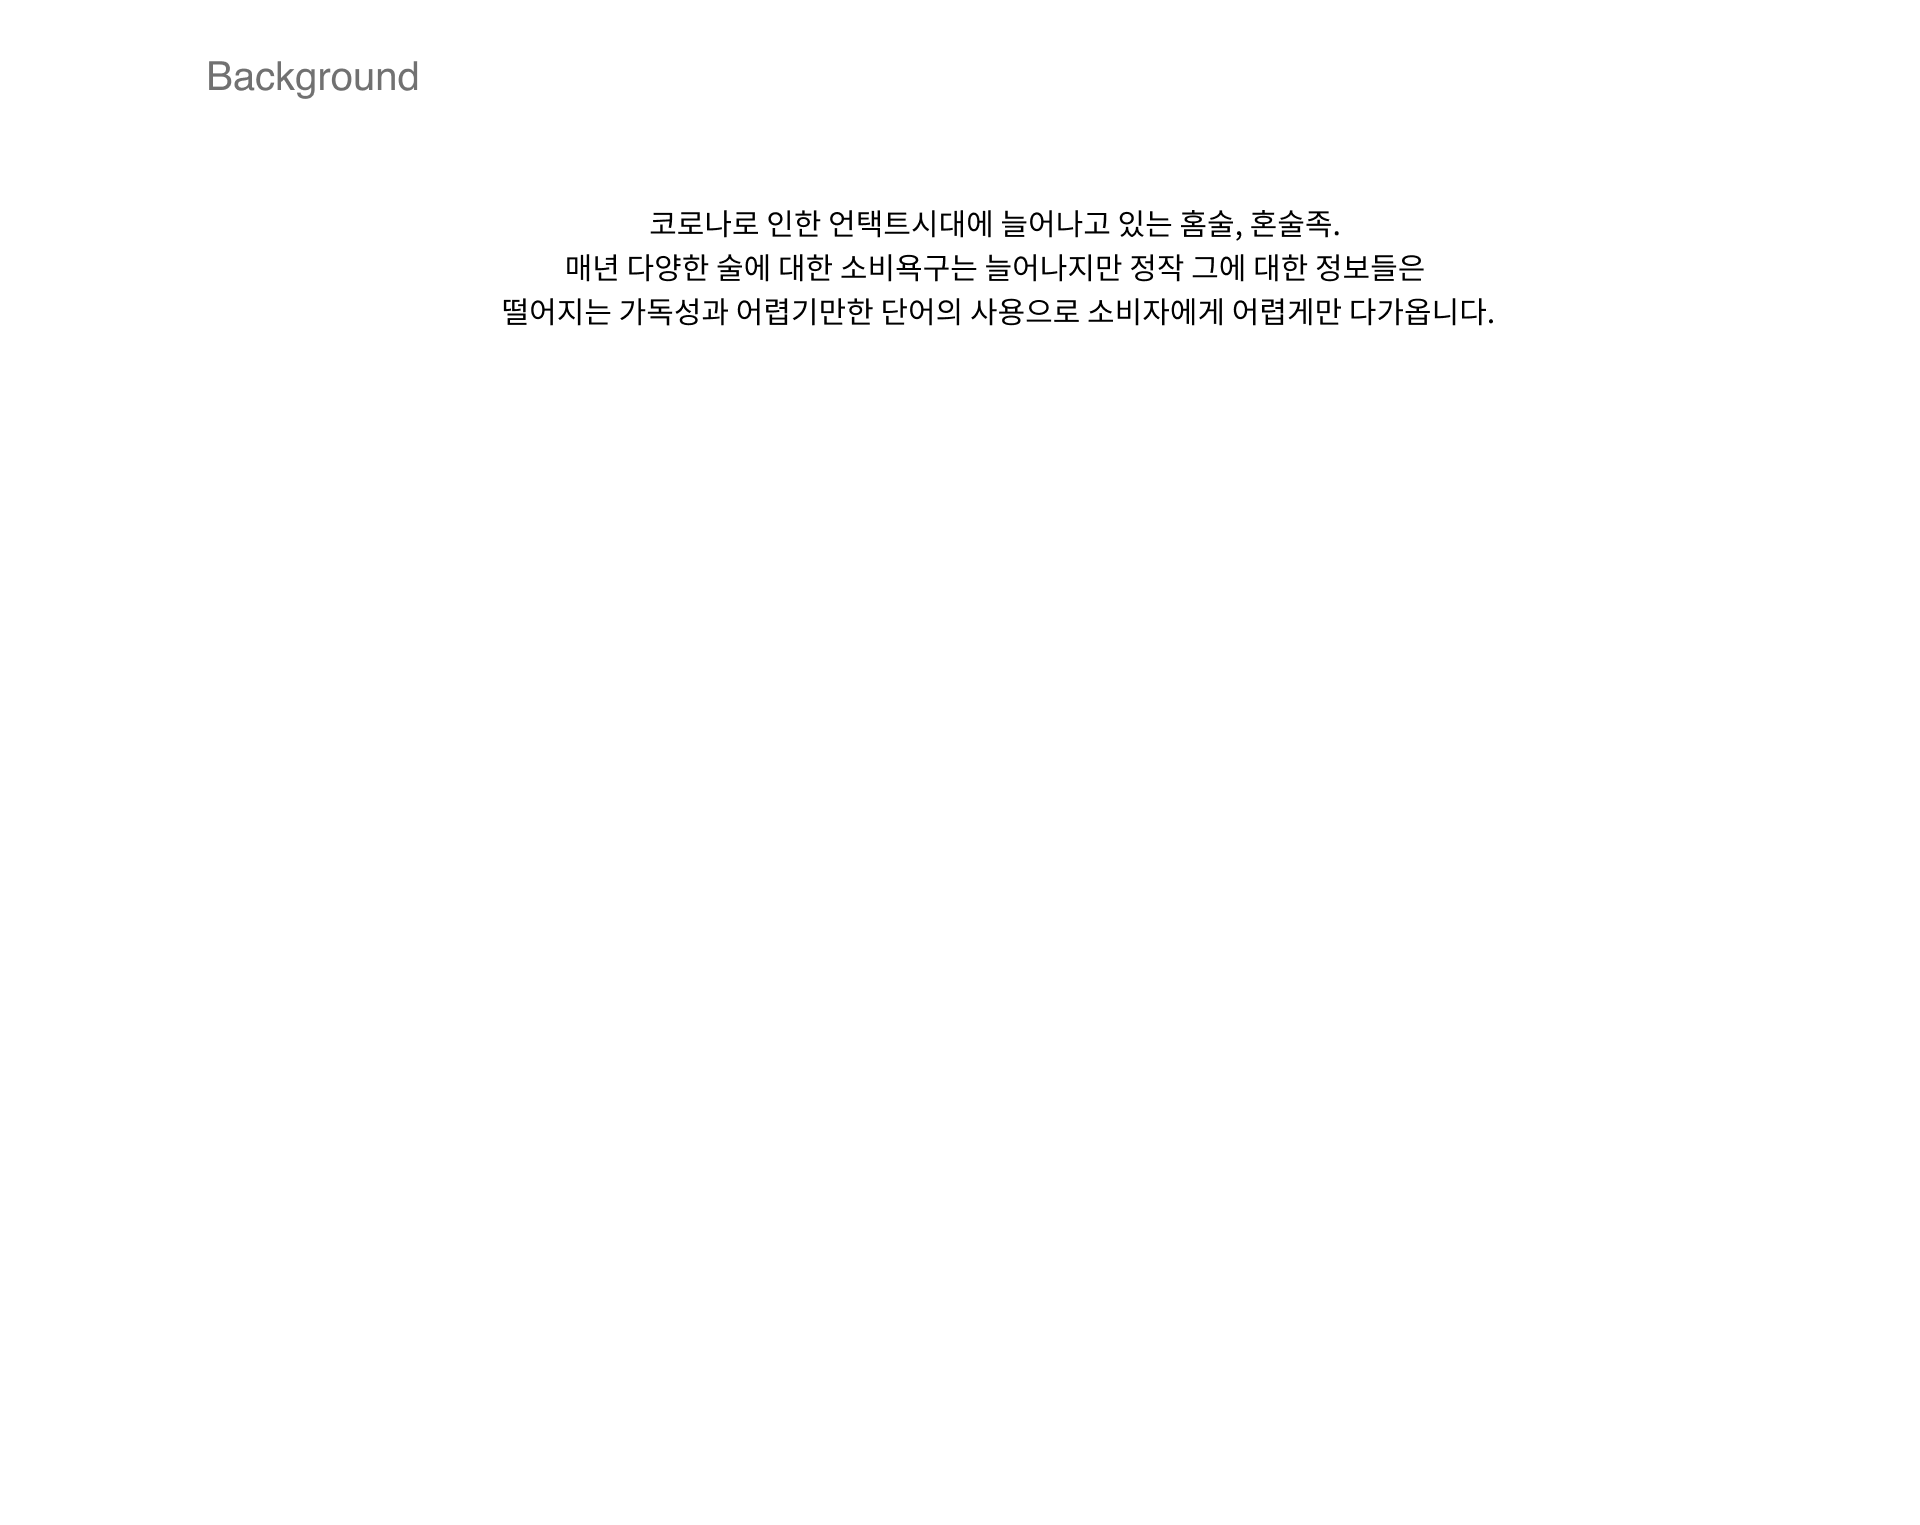 Background
코로나로 인한 언택트시대에 늘어나고 있는 홈술, 혼술족.
매년 다양한 술에 대한 소비욕구는 늘어나지만 정작 그에 대한 정보들은
떨어지는 가독성과 어렵기만한 단어의 사용으로 소비자에게 어렵게만 다가옵니다.